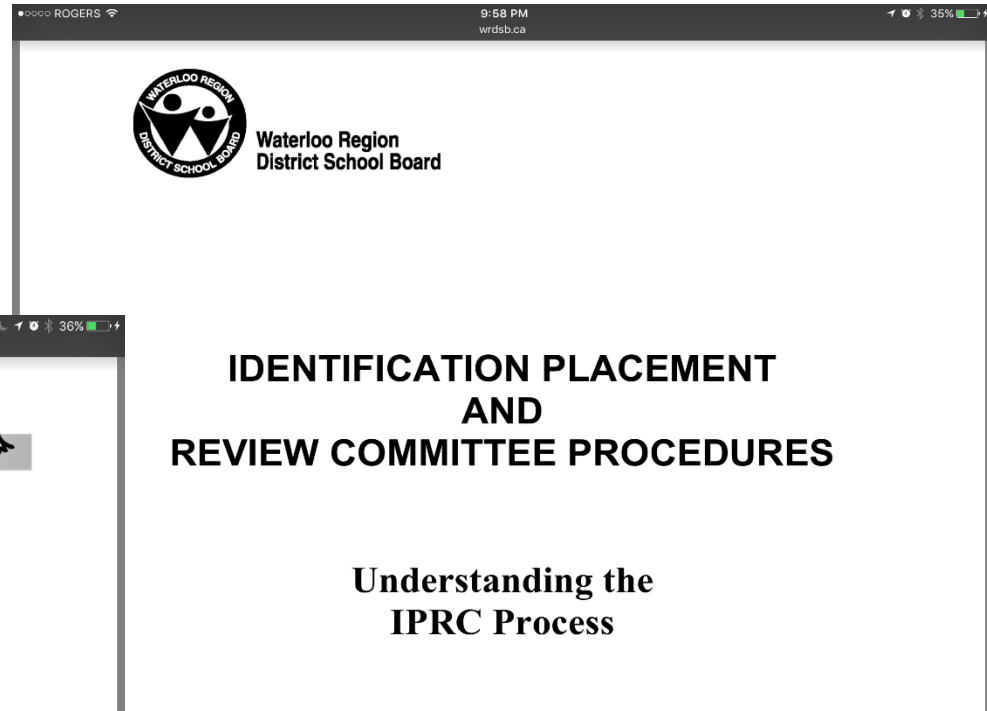 ●○○○○ ROGERS 9:58 PM 35%
wrdsb.ca
WATERLOO REGION
DISTRICT SCHOOL BOARD
Waterloo Region
District School Board
36%
IDENTIFICATION PLACEMENT
AND
REVIEW COMMITTEE PROCEDURES
Understanding the
IPRC Process